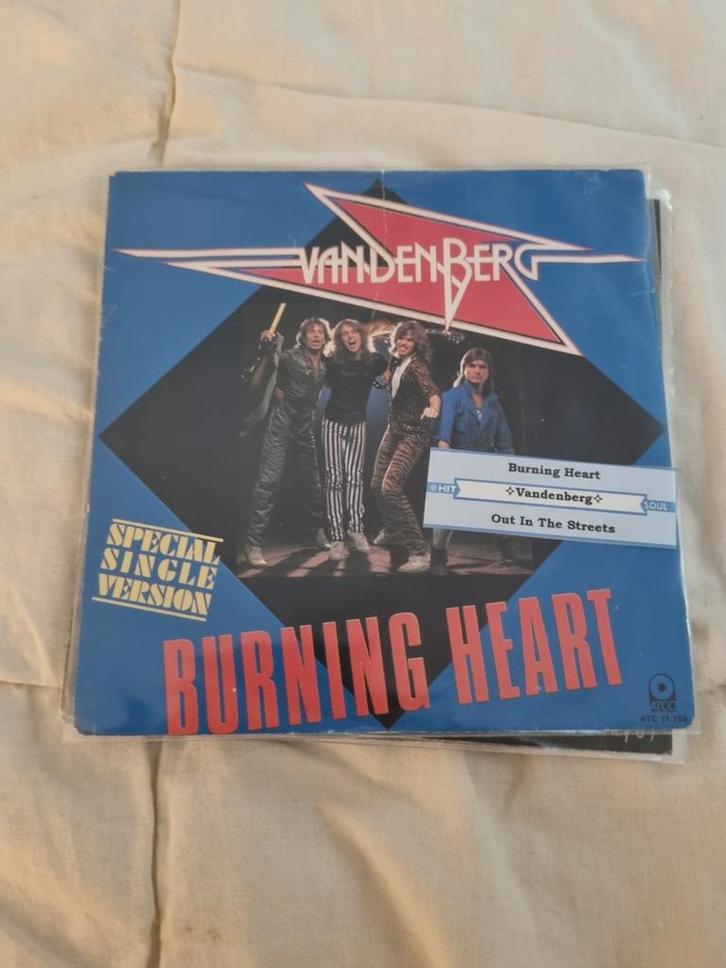 VANDENBERG
Burning Heart
HIT
✧Vandenberg✧
SOUL
Out In The Streets
SPECIAL
SINGLE
VERSION
BURNING HEART
ATCO
ATC 11.755